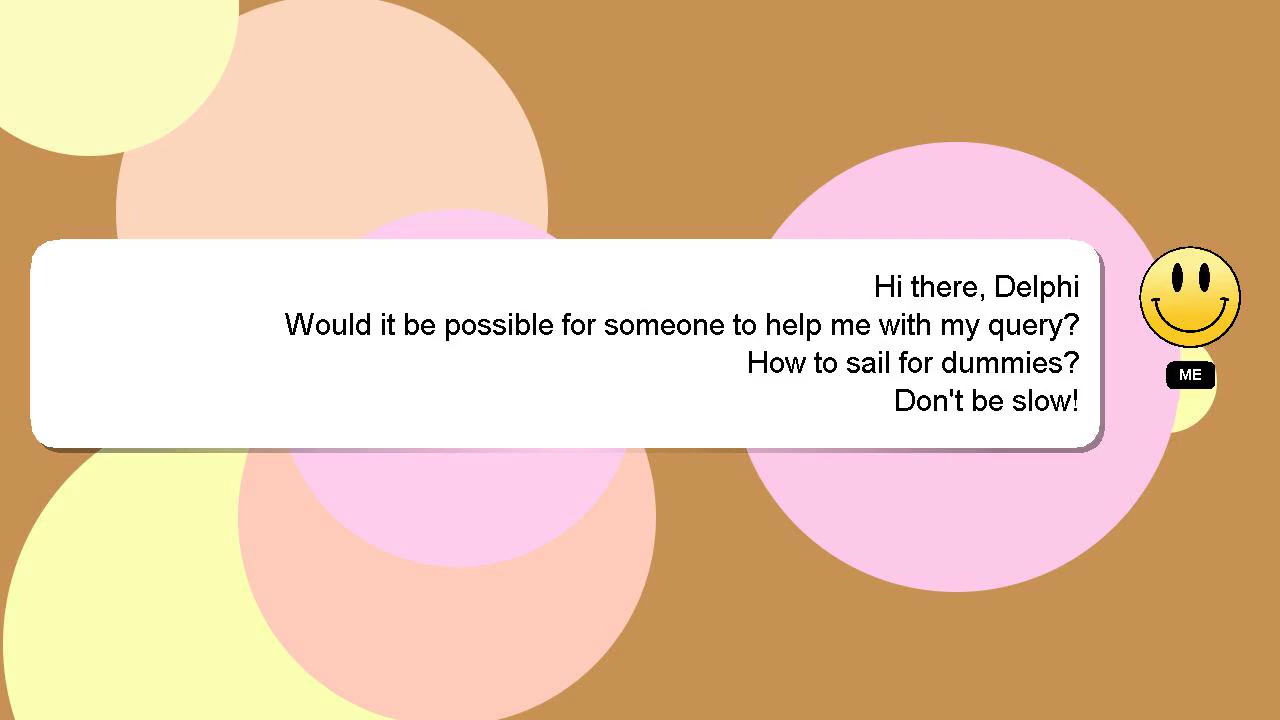 Hi there, Delphi
Would it be possible for someone to help me with my query?
How to sail for dummies?
Don't be slow!
ME